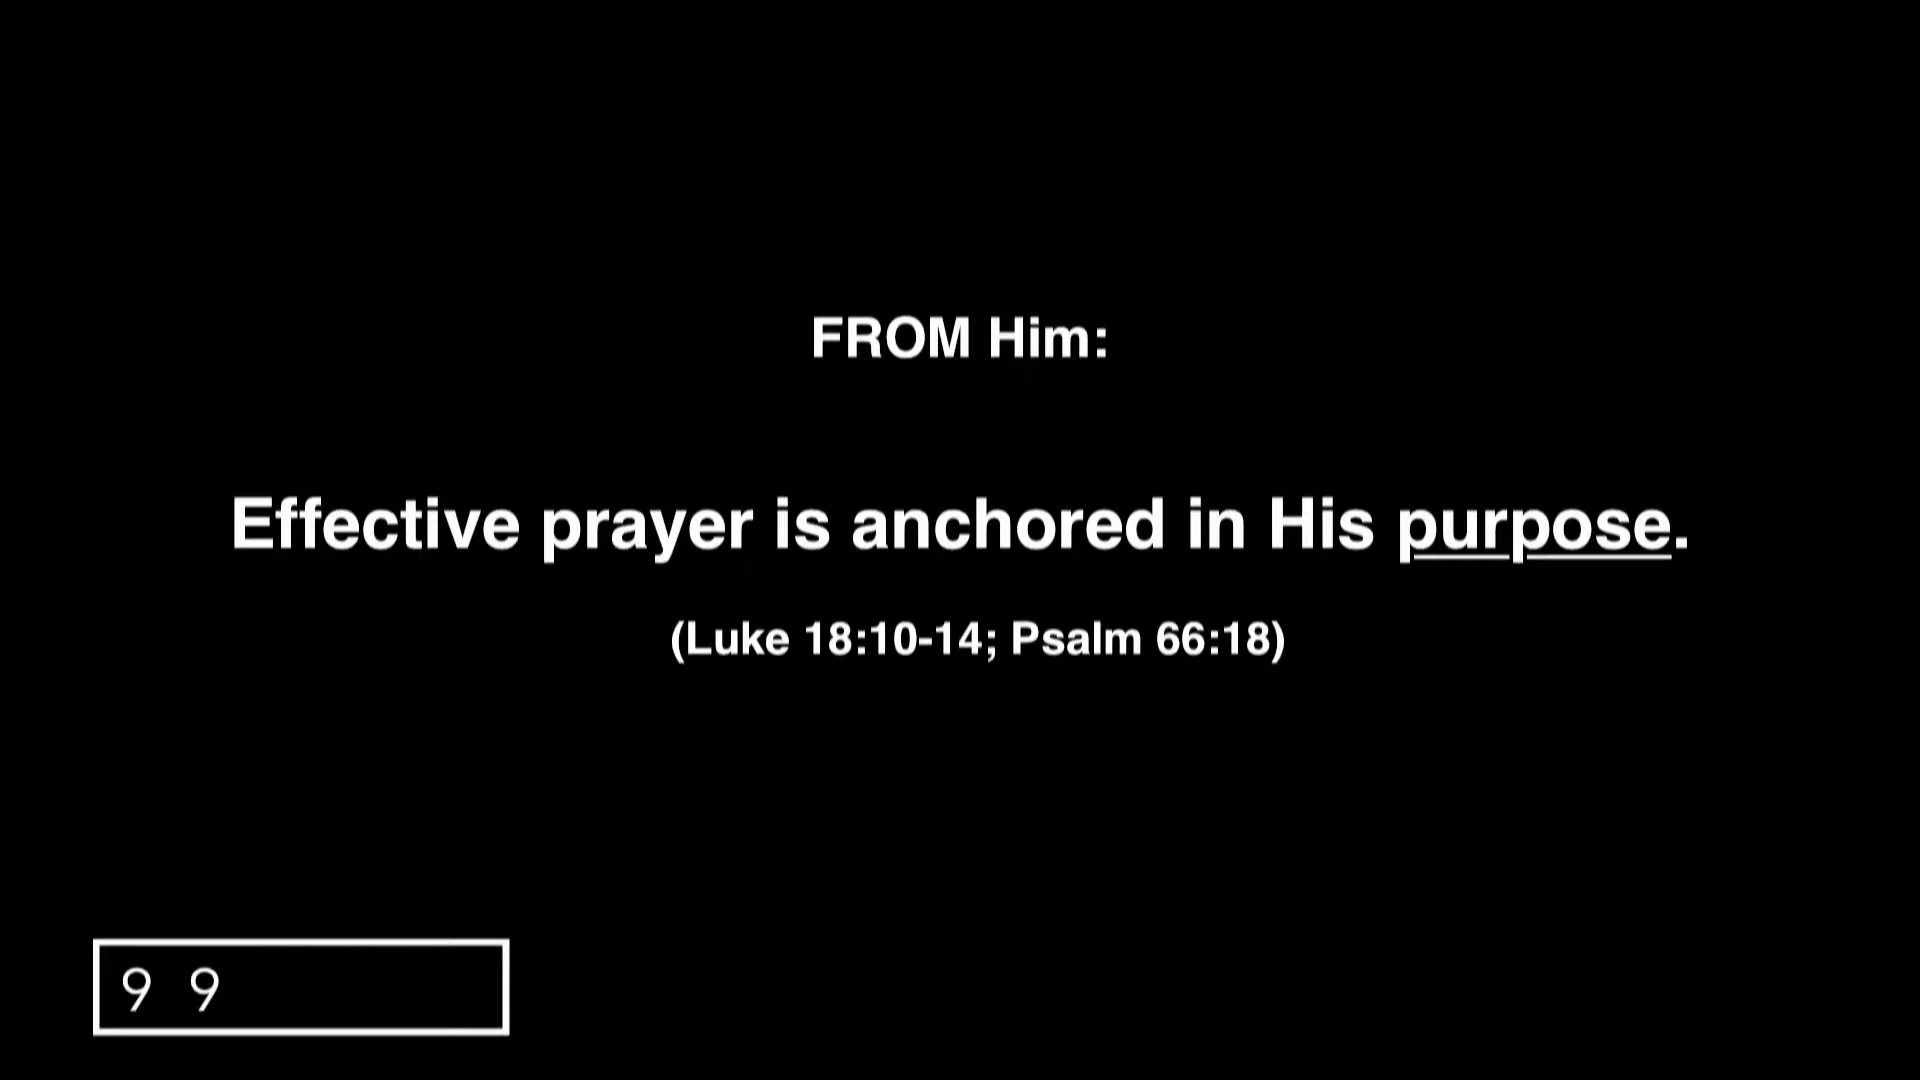 FROM Him:
Effective prayer is anchored in His purpose.
(Luke 18:10-14; Psalm 66:18)
9 9